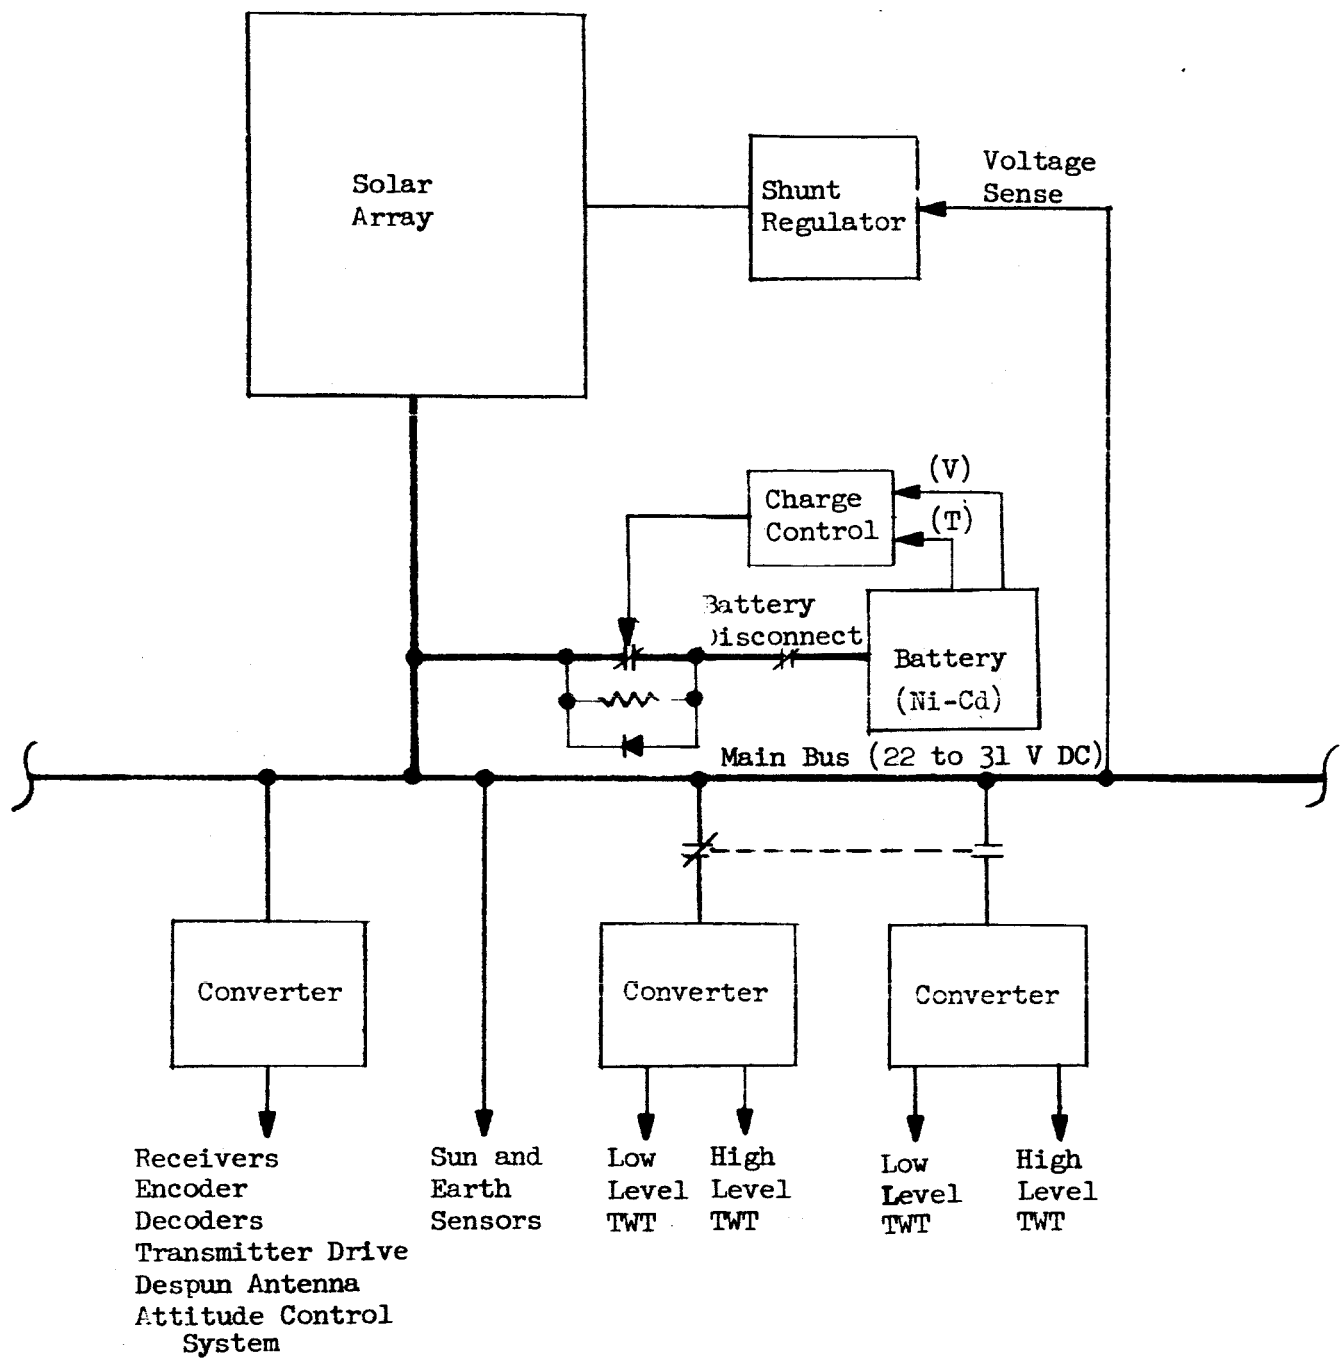 Solar
Array
Shunt
Regulator
Voltage
Sense
Charge
Control
(V)
(T)
Battery
Disconnect
Battery
(Ni-Cd)
Main Bus (22 to 31 V DC)
Converter
Converter
Converter
Receivers
Encoder
Decoders
Transmitter Drive
Despun Antenna
Attitude Control
System
Sun and
Earth
Sensors
Low
Level
TWT
High
Level
TWT
Low
Level
TWT
High
Level
TWT